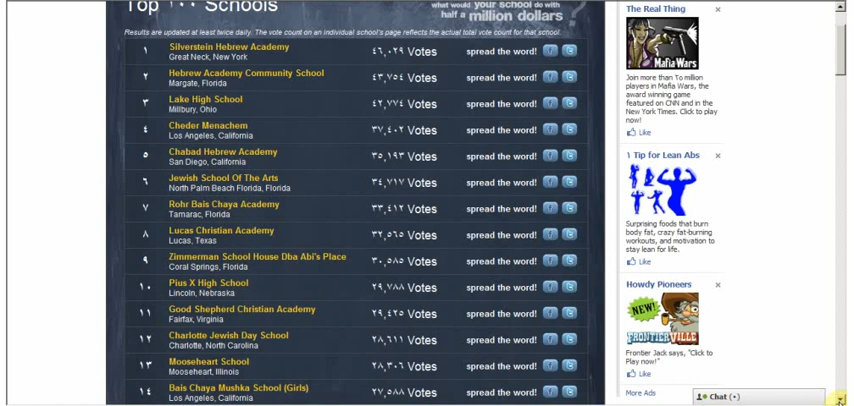 Top ١٠٠ Schools
what would your school do with
half a million dollars?
Results are updated at least twice daily. The vote count on an individual school's page reflects the actual total vote count for that school.
١ Silverstein Hebrew Academy ٤٦,٠٢٩ Votes spread the word!
Great Neck, New York
٢ Hebrew Academy Community School ٤٣,٧٥٤ Votes spread the word!
Margate, Florida
٣ Lake High School ٤٢,٧٧٤ Votes spread the word!
Millbury, Ohio
٤ Cheder Menachem ٣٧,٤٠٢ Votes spread the word!
Los Angeles, California
٥ Chabad Hebrew Academy ٣٥,١٩٣ Votes spread the word!
San Diego, California
٦ Jewish School Of The Arts ٣٤,٧١٧ Votes spread the word!
North Palm Beach Florida, Florida
٧ Rohr Bais Chaya Academy ٣٣,٤١٢ Votes spread the word!
Tamarac, Florida
٨ Lucas Christian Academy ٣٢,٥٦٥ Votes spread the word!
Lucas, Texas
٩ Zimmerman School House Dba Abi's Place ٣٠,٥٨٥ Votes spread the word!
Coral Springs, Florida
١٠ Pius X High School ٢٩,٧٨٨ Votes spread the word!
Lincoln, Nebraska
١١ Good Shepherd Christian Academy ٢٩,٤٢٥ Votes spread the word!
Fairfax, Virginia
١٢ Charlotte Jewish Day School ٢٨,٦١١ Votes spread the word!
Charlotte, North Carolina
١٣ Mooseheart School ٢٨,٣٠٦ Votes spread the word!
Mooseheart, Illinois
١٤ Bais Chaya Mushka School (Girls) ٢٧,٥٨٨ Votes spread the word!
Los Angeles, California
The Real Thing
Mafia Wars
Join more than ١٥ million
players in Mafia Wars, the
award winning game
featured on CNN and in the
New York Times. Click to play
now!
Like
١ Tip for Lean Abs
Surprising foods that burn
body fat, crazy fat-burning
workouts, and motivation to
stay lean for life.
Like
Howdy Pioneers
NEW!
FRONTIERVILLE
Frontier Jack says, "Click to
Play now!"
Like
More Ads
Chat (٠)